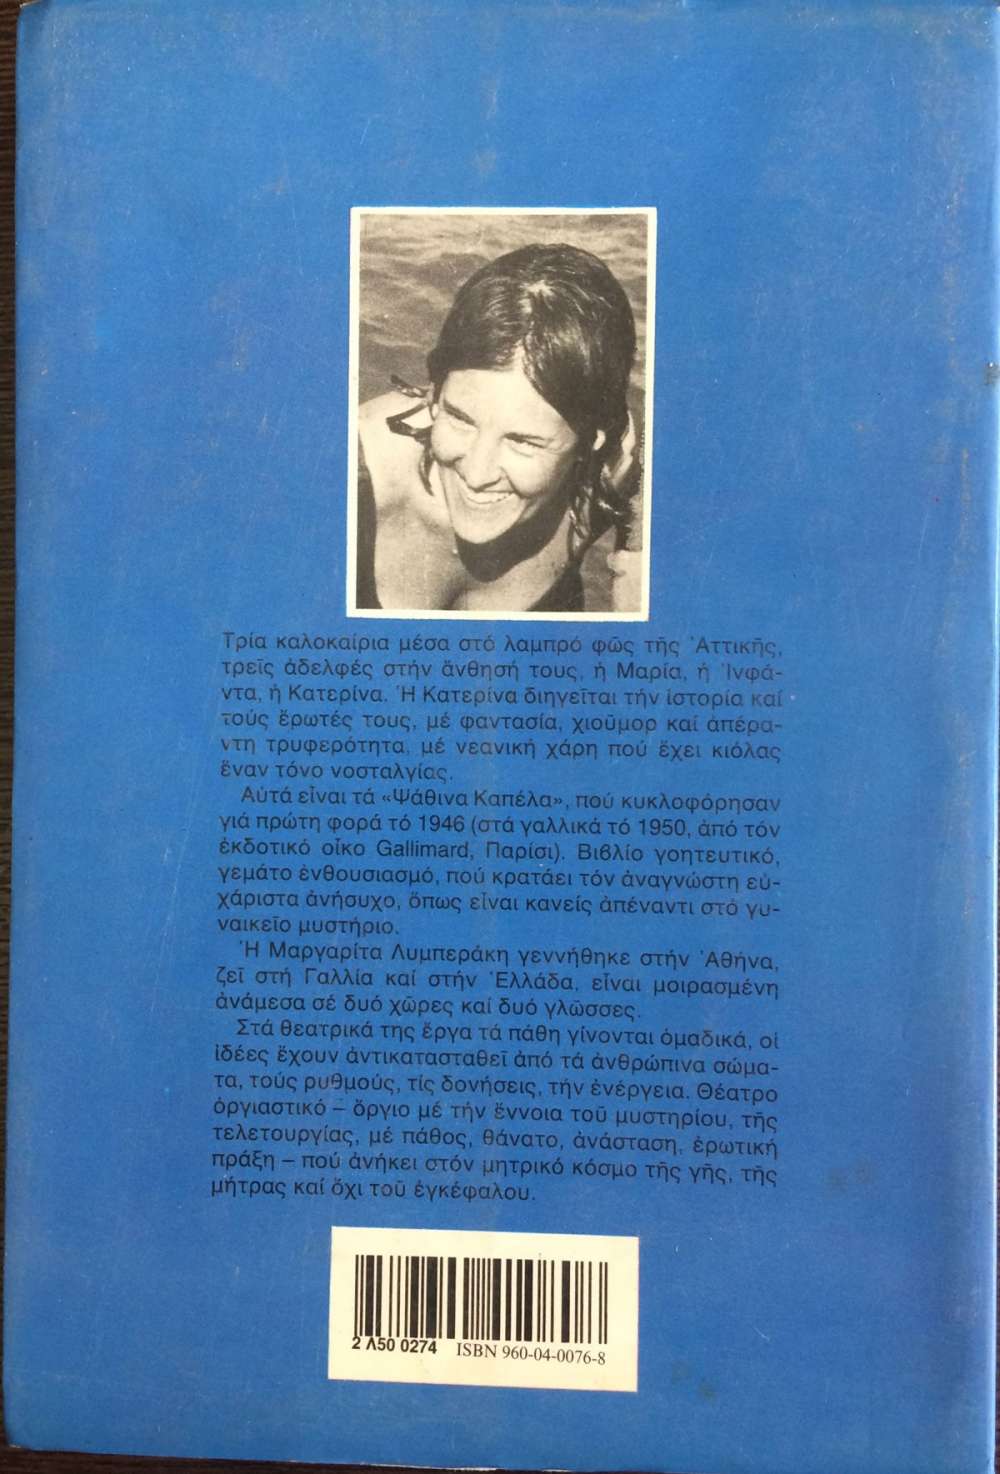 Τρία καλοκαίρια μέσα στό λαμπρό φῶς τῆς Ἀττικῆς,
τρεῖς ἀδελφές στήν ἄνθησή τους, ἡ Μαρία, ἡ Ἰνφά-
ντα, ἡ Κατερίνα. Ἡ Κατερίνα διηγεῖται τήν ἱστορία καί
τούς ἔρωτές τους, μέ φαντασία, χιοῦμορ καί ἀπέρα-
ντη τρυφερότητα, μέ νεανική χάρη πού ἔχει κιόλας
ἕναν τόνο νοσταλγίας.
Αὐτά εἶναι τά «Ψάθινα Καπέλα», πού κυκλοφόρησαν
γιά πρώτη φορά τό 1946 (στά γαλλικά τό 1950, ἀπό τόν
ἐκδοτικό οἶκο Gallimard, Παρίσι). Βιβλίο γοητευτικό,
γεμάτο ἐνθουσιασμό, πού κρατάει τόν ἀναγνώστη εὐ-
χάριστα ἀνήσυχο, ὅπως εἶναι κανείς ἀπέναντι στό γυ-
ναικεῖο μυστήριο.
Ἡ Μαργαρίτα Λυμπεράκη γεννήθηκε στήν Ἀθήνα,
ζεῖ στή Γαλλία καί στήν Ἑλλάδα, εἶναι μοιρασμένη
ἀνάμεσα σέ δυό χῶρες καί δυό γλῶσσες.
Στά θεατρικά της ἔργα τά πάθη γίνονται ὁμαδικά, οἱ
ἰδέες ἔχουν ἀντικατασταθεῖ ἀπό τά ἀνθρώπινα σώμα-
τα, τούς ρυθμούς, τίς δονήσεις, τήν ἐνέργεια. Θέατρο
ὀργιαστικό – ὄργιο μέ τήν ἔννοια τοῦ μυστηρίου, τῆς
τελετουργίας, μέ πάθος, θάνατο, ἀνάσταση, ἐρωτική
πράξη – πού ἀνήκει στόν μητρικό κόσμο τῆς γῆς, τῆς
μήτρας καί ὄχι τοῦ ἐγκέφαλου.
2 Λ50 0274 ISBN 960-04-0076-8